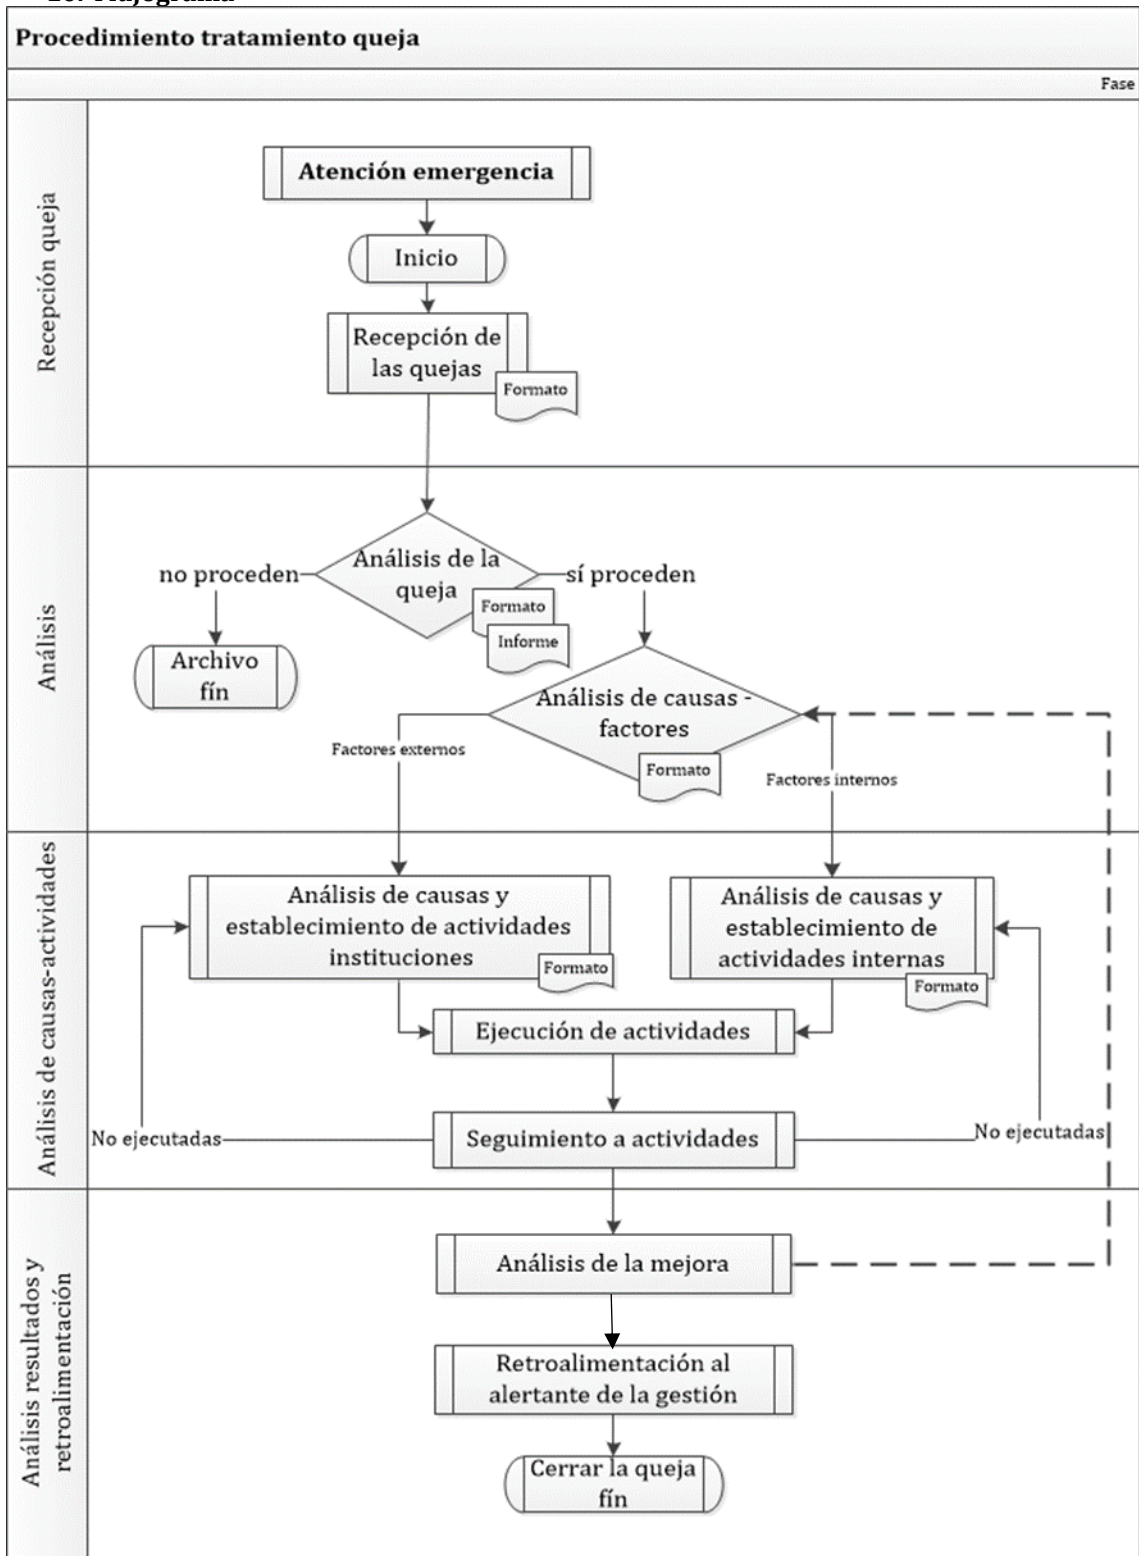 Procedimiento tratamiento queja
Fase
Recepción queja
Atención emergencia
Inicio
Recepción de
las quejas
Formato
Análisis
Análisis de la
queja
no proceden
sí proceden
Formato
Informe
Archivo
fín
Análisis de causas -
factores
Factores externos
Formato
Factores internos
Análisis de causas-actividades
Análisis de causas y
establecimiento de actividades
instituciones
Formato
Análisis de causas y
establecimiento de
actividades internas
Formato
Ejecución de actividades
No ejecutadas
Seguimiento a actividades
No ejecutadas
Análisis resultados y
retroalimentación
Análisis de la mejora
Retroalimentación al
alertante de la gestión
Cerrar la queja
fín